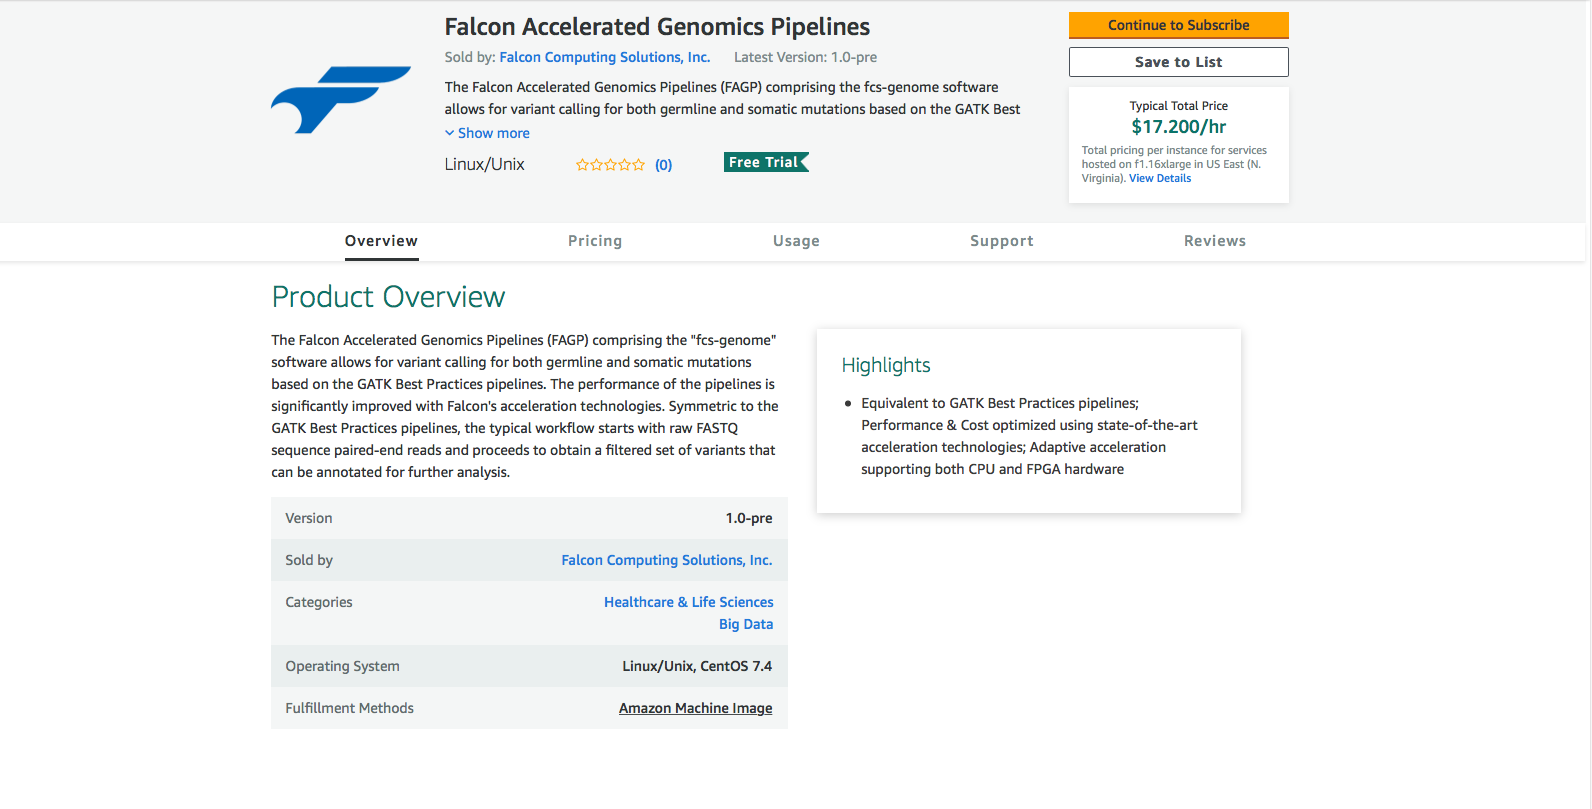 Falcon Accelerated Genomics Pipelines
Sold by: Falcon Computing Solutions, Inc. Latest Version: 1.0-pre
The Falcon Accelerated Genomics Pipelines (FAGP) comprising the fcs-genome software
allows for variant calling for both germline and somatic mutations based on the GATK Best
Show more
Linux/Unix (0) Free Trial
Continue to Subscribe
Save to List
Typical Total Price
$17.200/hr
Total pricing per instance for services
hosted on f1.16xlarge in US East (N.
Virginia). View Details
Overview Pricing Usage Support Reviews
Product Overview
The Falcon Accelerated Genomics Pipelines (FAGP) comprising the "fcs-genome"
software allows for variant calling for both germline and somatic mutations
based on the GATK Best Practices pipelines. The performance of the pipelines is
significantly improved with Falcon's acceleration technologies. Symmetric to the
GATK Best Practices pipelines, the typical workflow starts with raw FASTQ
sequence paired-end reads and proceeds to obtain a filtered set of variants that
can be annotated for further analysis.
Version 1.0-pre
Sold by Falcon Computing Solutions, Inc.
Categories Healthcare & Life Sciences
Big Data
Operating System Linux/Unix, CentOS 7.4
Fulfillment Methods Amazon Machine Image
Highlights
• Equivalent to GATK Best Practices pipelines;
Performance & Cost optimized using state-of-the-art
acceleration technologies; Adaptive acceleration
supporting both CPU and FPGA hardware